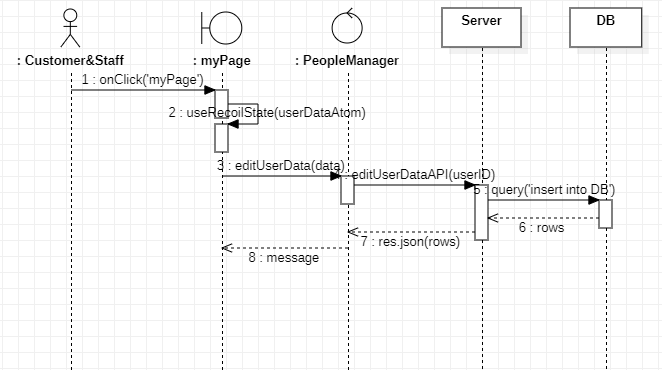 Server
DB
: Customer&Staff
: myPage
: PeopleManager
1 : onClick('myPage')
2 : useRecoilState(userDataAtom)
3 : editUserData(data)
: editUserDataAPI(userID)
5 : query('insert into DB')
6 : rows
7 : res.json(rows)
8 : message